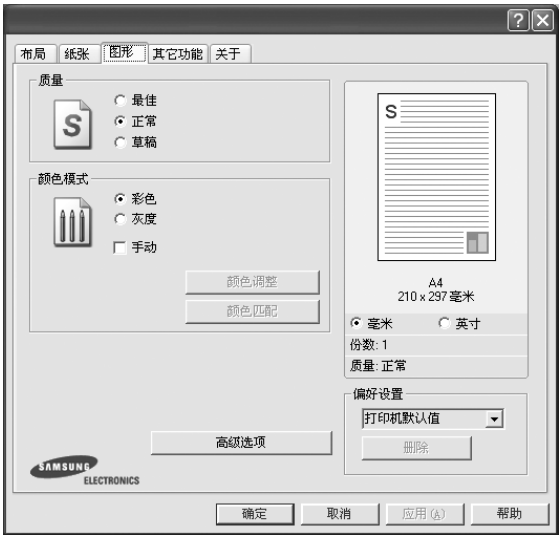 布局 纸张 图形 其它功能 关于
质量
S
最佳
正常
草稿
颜色模式
彩色
灰度
手动
颜色调整
颜色匹配
高级选项
SAMSUNG
ELECTRONICS
S
A4
210 x 297 毫米
毫米 英寸
份数: 1
质量: 正常
偏好设置
打印机默认值
删除
确定 取消 应用(A) 帮助